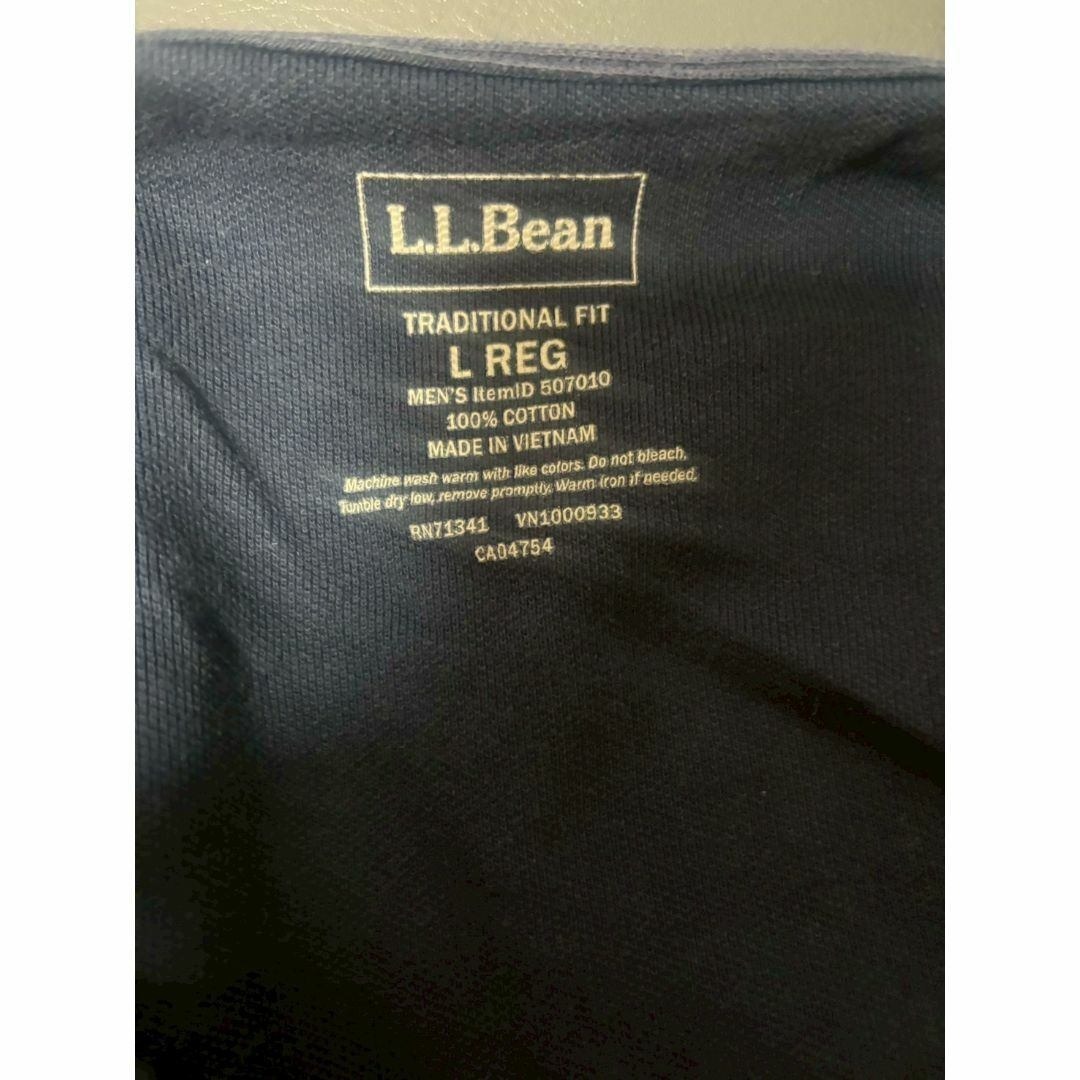 L.L.Bean
TRADITIONAL FIT
L REG
MEN'S ItemID 507010
100% COTTON
MADE IN VIETNAM
Machine wash warm with like colors. Do not bleach.
Tumble dry low, remove promptly. Warm iron if needed.
RN71341 VN1000933
CA04754